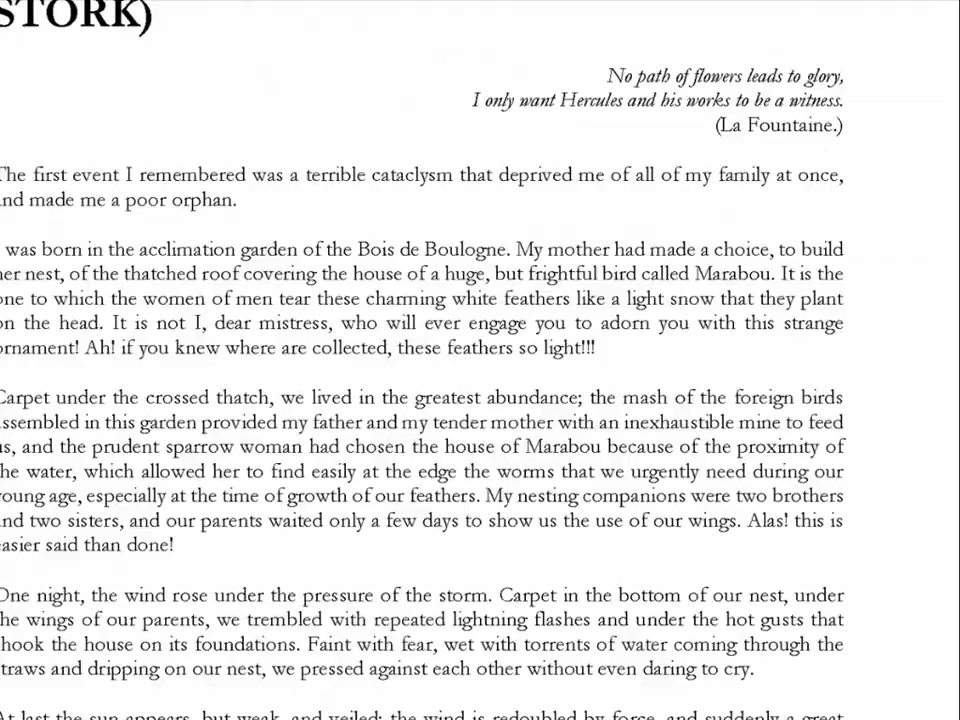 STORK)
No path of flowers leads to glory,
I only want Hercules and his works to be a witness.
(La Fountaine.)
The first event I remembered was a terrible cataclysm that deprived me of all of my family at once,
and made me a poor orphan.
I was born in the acclimation garden of the Bois de Boulogne. My mother had made a choice, to build
her nest, of the thatched roof covering the house of a huge, but frightful bird called Marabou. It is the
one to which the women of men tear these charming white feathers like a light snow that they plant
on the head. It is not I, dear mistress, who will ever engage you to adorn you with this strange
ornament! Ah! if you knew where are collected, these feathers so light!!!
Carpet under the crossed thatch, we lived in the greatest abundance; the mash of the foreign birds
assembled in this garden provided my father and my tender mother with an inexhaustible mine to feed
us, and the prudent sparrow woman had chosen the house of Marabou because of the proximity of
the water, which allowed her to find easily at the edge the worms that we urgently need during our
young age, especially at the time of growth of our feathers. My nesting companions were two brothers
and two sisters, and our parents waited only a few days to show us the use of our wings. Alas! this is
easier said than done!
One night, the wind rose under the pressure of the storm. Carpet in the bottom of our nest, under
the wings of our parents, we trembled with repeated lightning flashes and under the hot gusts that
shook the house on its foundations. Faint with fear, wet with torrents of water coming through the
straws and dripping on our nest, we pressed against each other without even daring to cry.
At last the sun appears, but weak, and veiled; the wind is redoubled by force, and suddenly a great